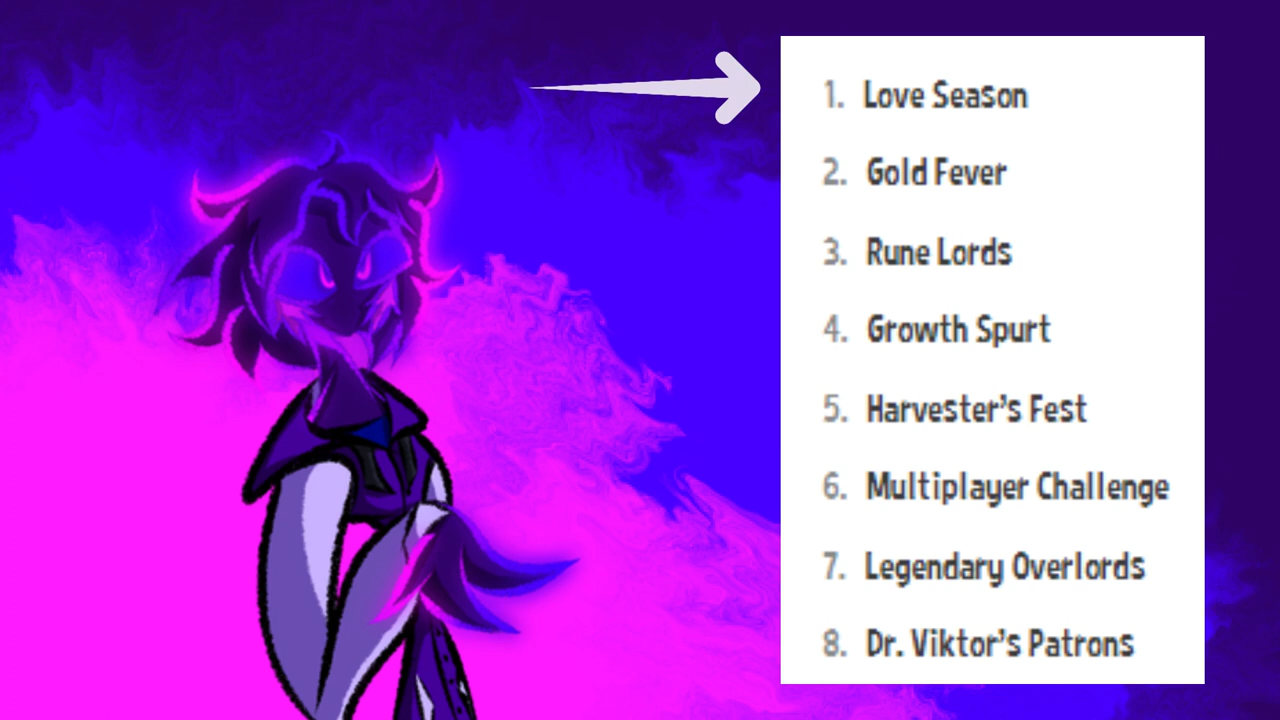 1. Love Season
2. Gold Fever
3. Rune Lords
4. Growth Spurt
5. Harvester's Fest
6. Multiplayer Challenge
7. Legendary Overlords
8. Dr. Viktor's Patrons